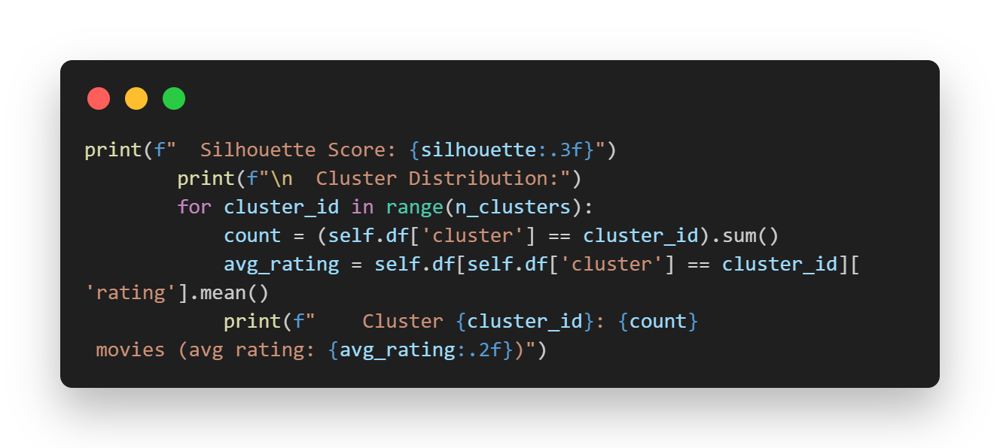 print(f"  Silhouette Score: {silhouette:.3f}")
        print(f"\n  Cluster Distribution:")
        for cluster_id in range(n_clusters):
            count = (self.df['cluster'] == cluster_id).sum()
            avg_rating = self.df[self.df['cluster'] == cluster_id][
'rating'].mean()
            print(f"    Cluster {cluster_id}: {count}
 movies (avg rating: {avg_rating:.2f})")